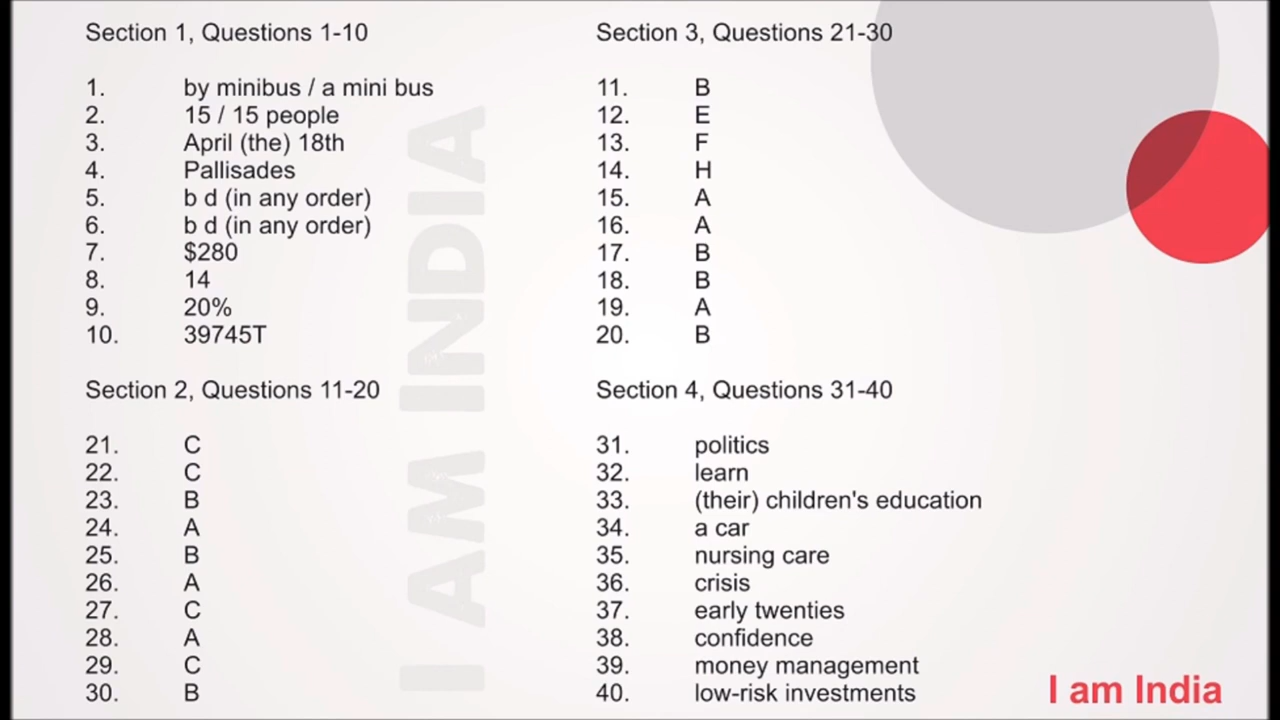 Section 1, Questions 1-10
1. by minibus / a mini bus
2. 15 / 15 people
3. April (the) 18th
4. Pallisades
5. b d (in any order)
6. b d (in any order)
7. $280
8. 14
9. 20%
10. 39745T
Section 2, Questions 11-20
21. C
22. C
23. B
24. A
25. B
26. A
27. C
28. A
29. C
30. B
Section 3, Questions 21-30
11. B
12. E
13. F
14. H
15. A
16. A
17. B
18. B
19. A
20. B
Section 4, Questions 31-40
31. politics
32. learn
33. (their) children's education
34. a car
35. nursing care
36. crisis
37. early twenties
38. confidence
39. money management
40. low-risk investments
I AM INDIA
I am India